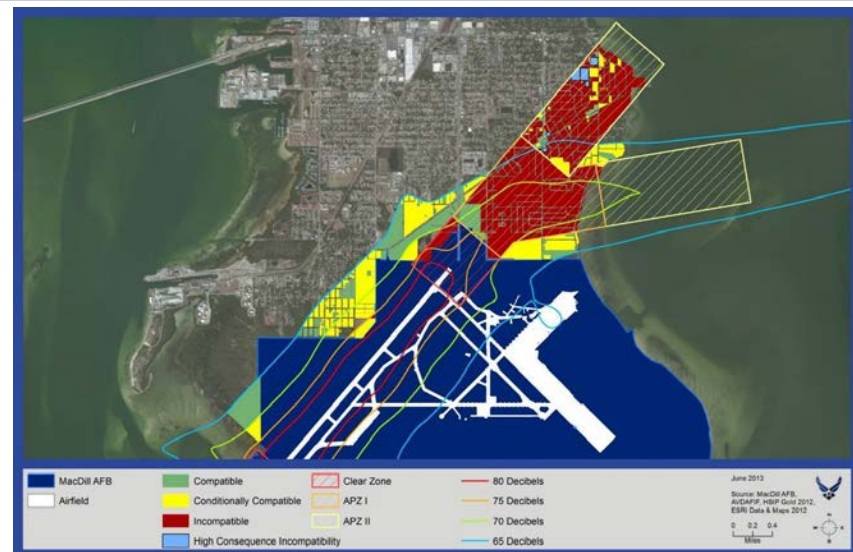 MacDill AFB
Airfield
Compatible
Conditionally Compatible
Incompatible
High Consequence Incompatibility
Clear Zone
APZ I
APZ II
80 Decibels
75 Decibels
70 Decibels
65 Decibels
June 2013
Source: MacDill AFB,
AVDAFIF, HSIP Gold 2012,
ESRI Data & Maps 2012
0 0.2 0.4
Miles